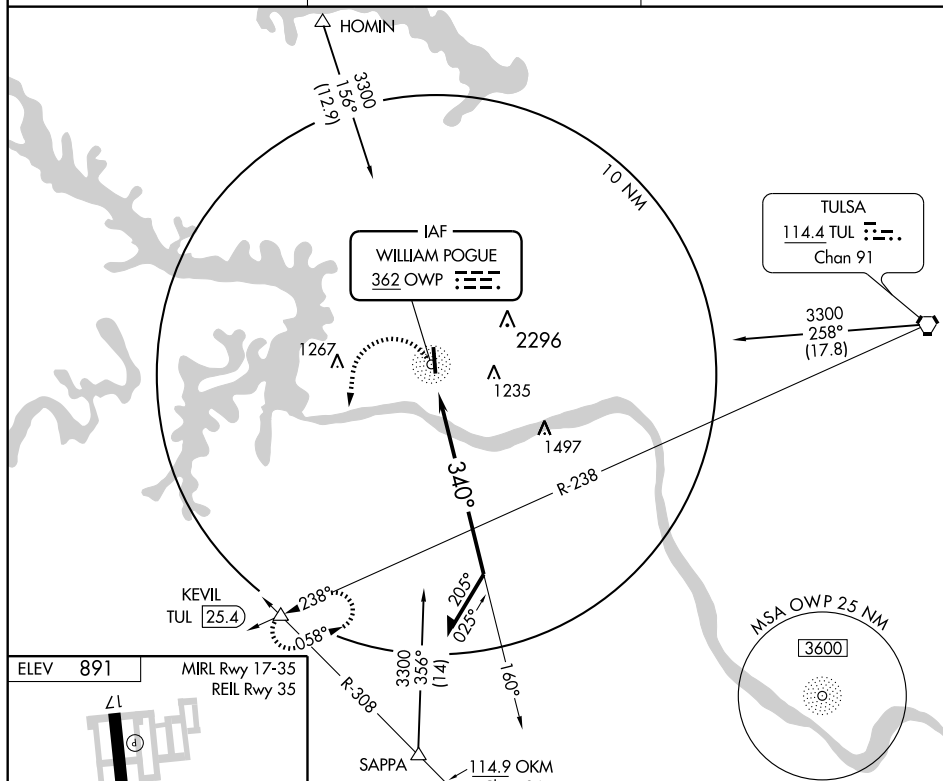 HOMIN
3300
156°
(12.9)
10 NM
IAF
WILLIAM POGUE
362 OWP
TULSA
114.4 TUL
Chan 91
3300
258°
(17.8)
2296
1267
1235
1497
340°
R-238
KEVIL
TUL 25.4
238°
058°
205°
025°
3300
356°
(14)
160°
MSA OWP 25 NM
3600
ELEV 891
MIRL Rwy 17-35
REIL Rwy 35
17
P
R-308
SAPPA
114.9 OKM